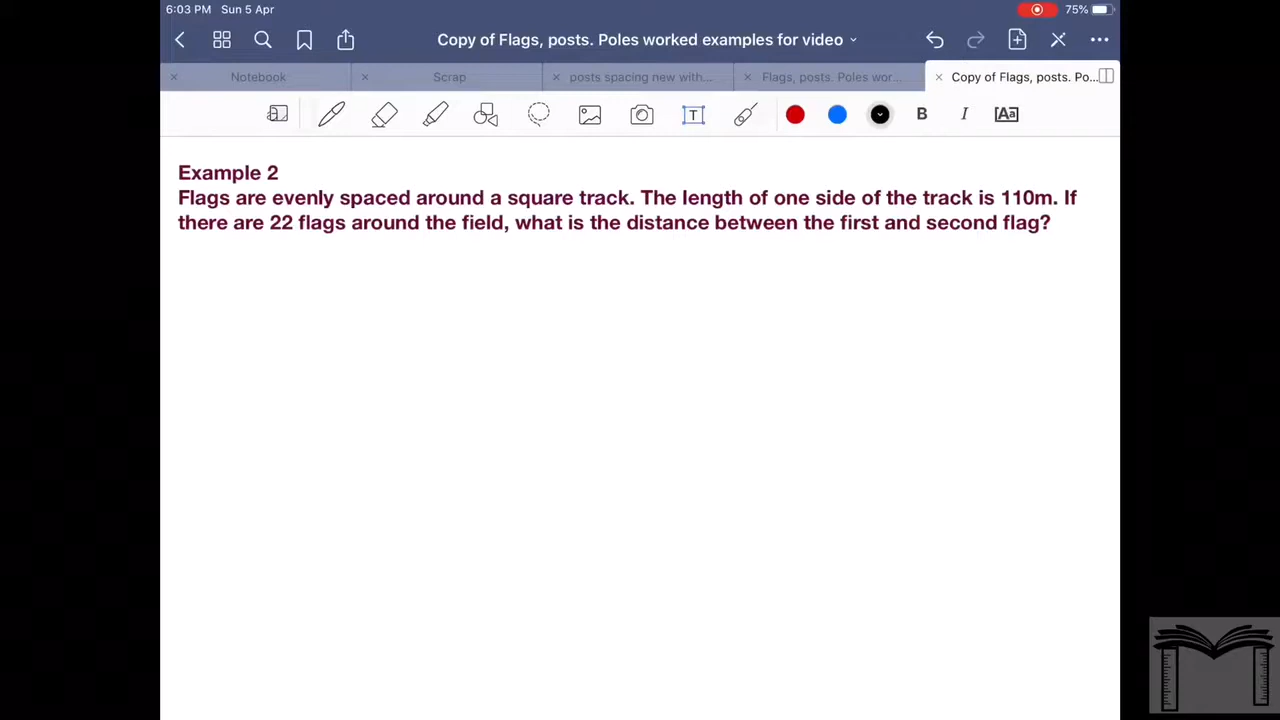 6:03 PM Sun 5 Apr 75%
Copy of Flags, posts. Poles worked examples for video
Notebook
Scrap
posts spacing new with...
Flags, posts. Poles wor...
Copy of Flags, posts. Po...
T
B
I
Aa
Example 2
Flags are evenly spaced around a square track. The length of one side of the track is 110m. If
there are 22 flags around the field, what is the distance between the first and second flag?